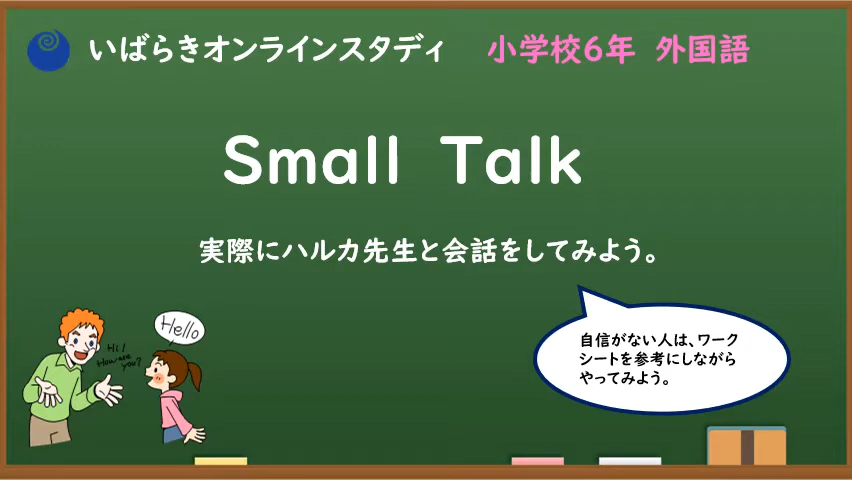 いばらきオンラインスタディ 小学校6年 外国語
Small Talk
実際にハルカ先生と会話をしてみよう。
自信がない人は、ワーク
シートを参考にしながら
やってみよう。
Hi!
How are
you?
Hello